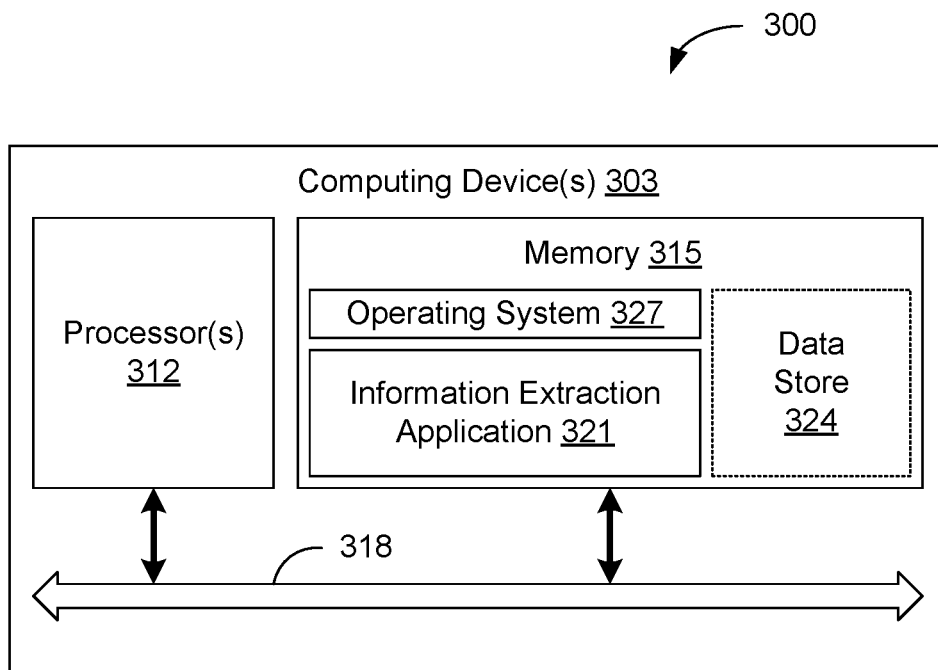 300
Computing Device(s) 303
Memory 315
Operating System 327
Processor(s)
312
Information Extraction
Application 321
Data
Store
324
318